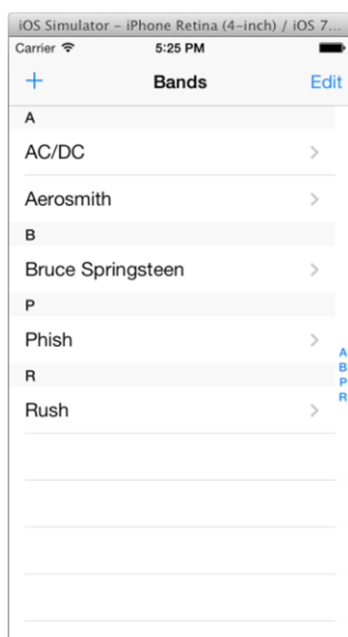 iOS Simulator – iPhone Retina (4-inch) / iOS 7...
Carrier 5:25 PM
+ Bands Edit
A
AC/DC
Aerosmith
B
Bruce Springsteen
P
Phish
R
Rush
A
B
P
R